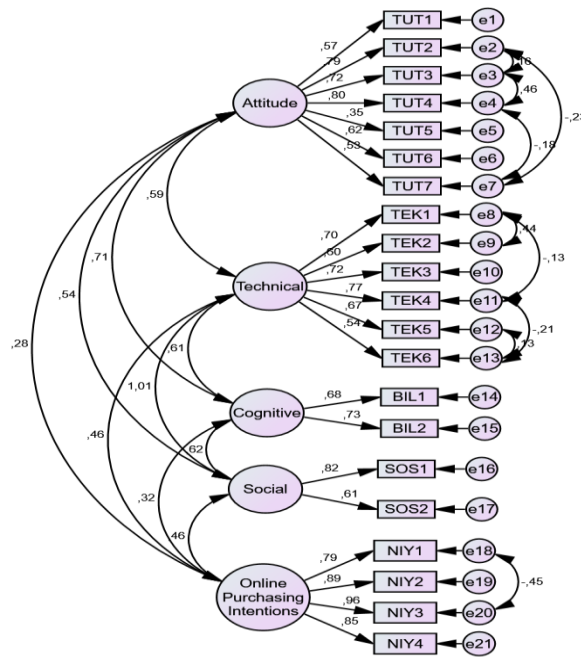 TUT1
e1
,57
TUT2
e2
,79
,16
TUT3
e3
,72
,46
Attitude
TUT4
e4
,80
-,23
TUT5
e5
,35
-,18
TUT6
e6
,62
TUT7
e7
,53
,59
TEK1
e8
,70
,44
TEK2
e9
,60
TEK3
e10
,72
-,13
,71
Technical
TEK4
e11
,77
,54
TEK5
e12
,67
-,21
TEK6
e13
,54
,13
,28
,61
1,01
BIL1
e14
,68
Cognitive
BIL2
e15
,73
,46
,62
SOS1
e16
,82
,32
Social
SOS2
e17
,61
,46
NIY1
e18
,79
Online
Purchasing
Intentions
NIY2
e19
,89
-,45
NIY3
e20
,96
NIY4
e21
,85